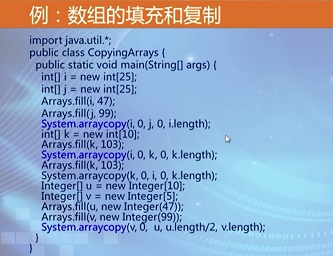 例：数组的填充和复制
import java.util.*;
public class CopyingArrays {
public static void main(String[] args) {
int[] i = new int[25];
int[] j = new int[25];
Arrays.fill(i, 47);
Arrays.fill(j, 99);
System.arraycopy(i, 0, j, 0, i.length);
int[] k = new int[10];
Arrays.fill(k, 103);
System.arraycopy(i, 0, k, 0, k.length);
Arrays.fill(k, 103);
System.arraycopy(k, 0, i, 0, k.length);
Integer[] u = new Integer[10];
Integer[] v = new Integer[5];
Arrays.fill(u, new Integer(47));
Arrays.fill(v, new Integer(99));
System.arraycopy(v, 0, u, u.length/2, v.length);
}
}